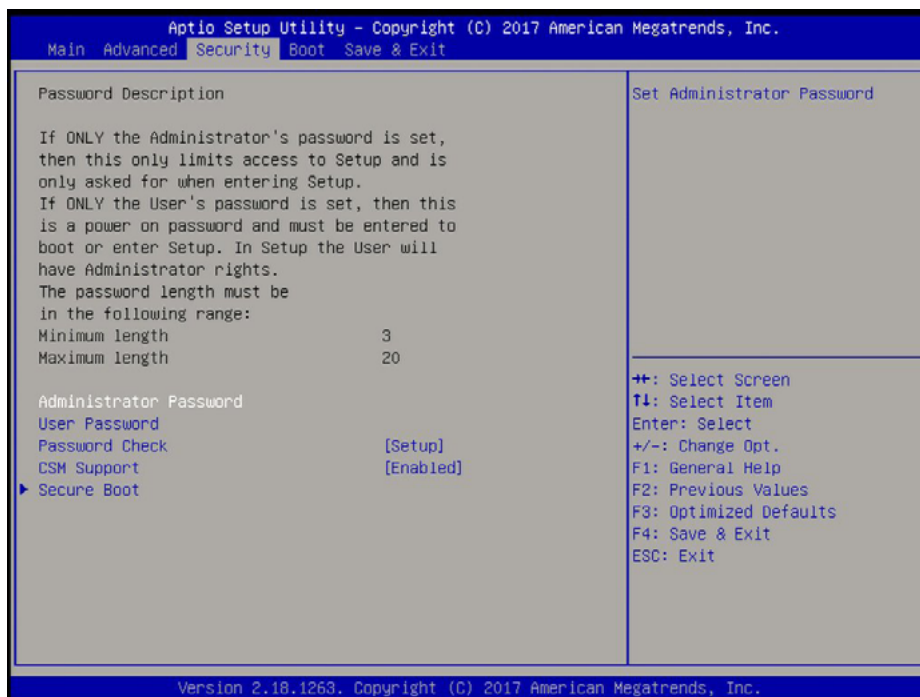 Aptio Setup Utility – Copyright (C) 2017 American Megatrends, Inc.
Main Advanced Security Boot Save & Exit
Password Description
If ONLY the Administrator's password is set,
then this only limits access to Setup and is
only asked for when entering Setup.
If ONLY the User's password is set, then this
is a power on password and must be entered to
boot or enter Setup. In Setup the User will
have Administrator rights.
The password length must be
in the following range:
Minimum length 3
Maximum length 20
Administrator Password
User Password
Password Check [Setup]
CSM Support [Enabled]
Secure Boot
Set Administrator Password
→←: Select Screen
↑↓: Select Item
Enter: Select
+/-: Change Opt.
F1: General Help
F2: Previous Values
F3: Optimized Defaults
F4: Save & Exit
ESC: Exit
Version 2.18.1263. Copyright (C) 2017 American Megatrends, Inc.